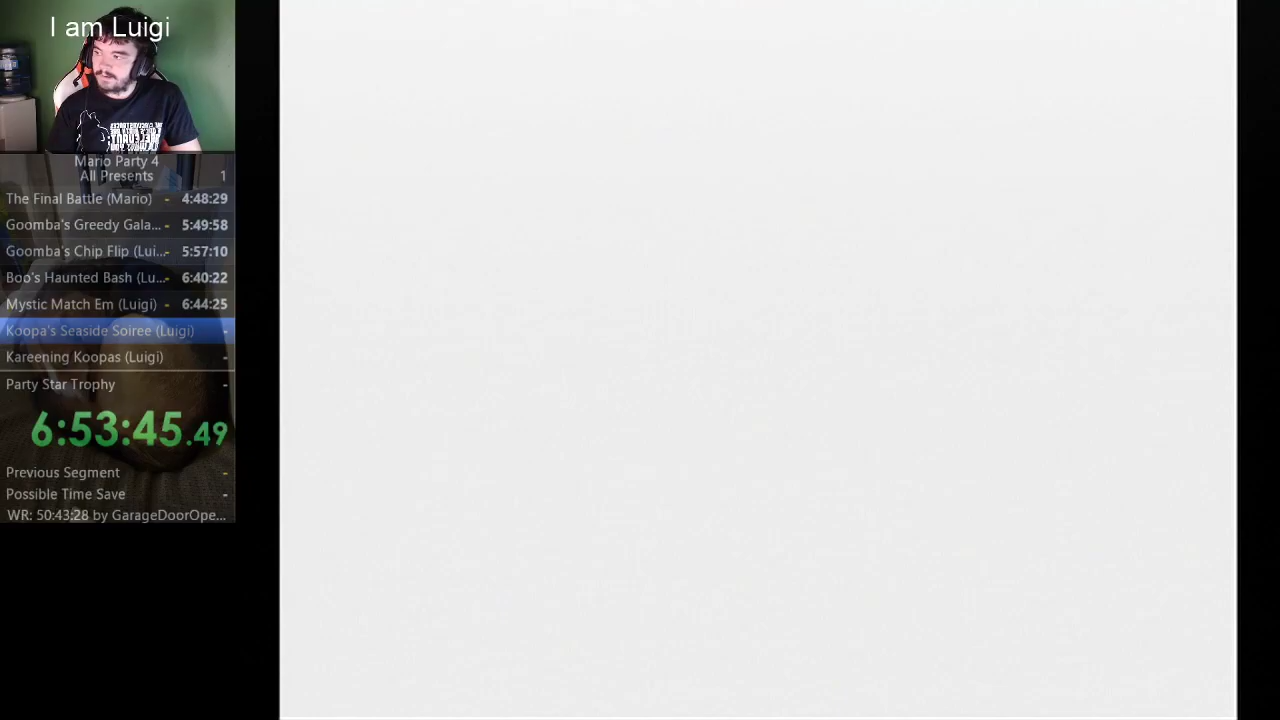 I am Luigi
Mario Party 4
All Presents 1
The Final Battle (Mario) - 4:48:29
Goomba's Greedy Gala... - 5:49:58
Goomba's Chip Flip (Lui... - 5:57:10
Boo's Haunted Bash (Lu... - 6:40:22
Mystic Match Em (Luigi) - 6:44:25
Koopa's Seaside Soiree (Luigi) -
Kareening Koopas (Luigi) -
Party Star Trophy -
6:53:45.49
Previous Segment -
Possible Time Save -
WR: 50:43:28 by GarageDoorOpe...